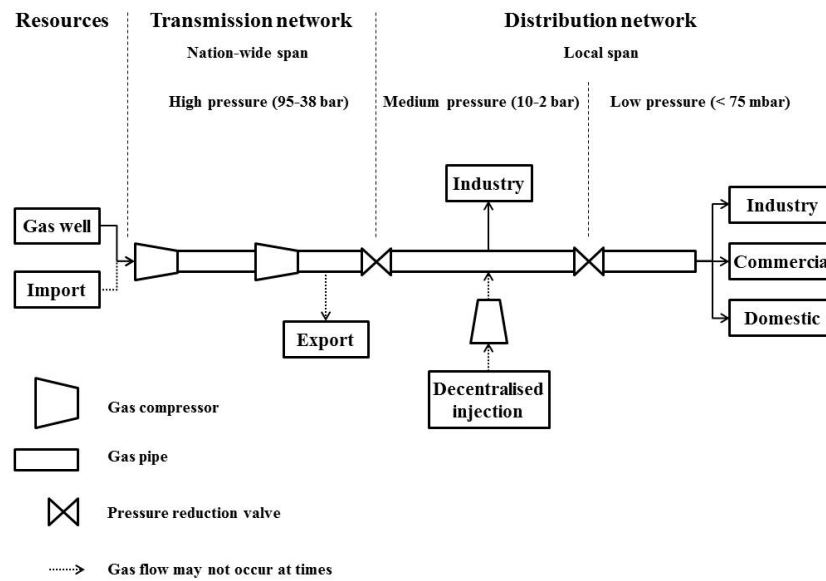 Resources
Transmission network
Distribution network
Nation-wide span
Local span
High pressure (95-38 bar)
Medium pressure (10-2 bar)
Low pressure (< 75 mbar)
Industry
Gas well
Industry
Import
Commercia
Export
Domestic
Decentralised
injection
Gas compressor
Gas pipe
Pressure reduction valve
Gas flow may not occur at times